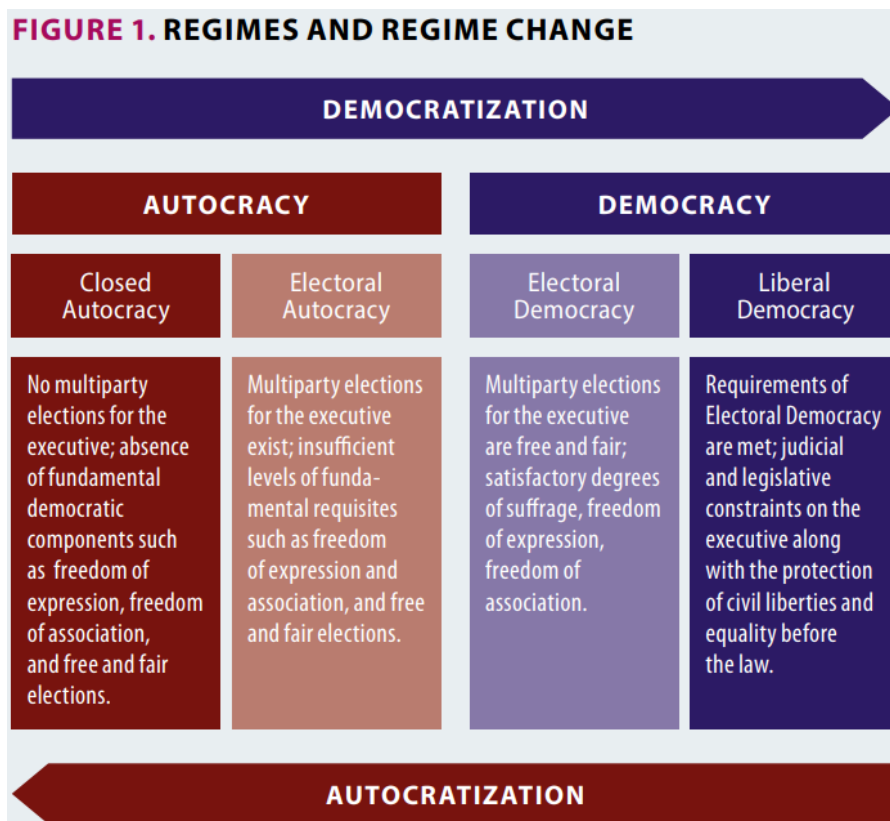 FIGURE 1. REGIMES AND REGIME CHANGE
DEMOCRATIZATION
AUTOCRACY
DEMOCRACY
Closed
Autocracy
Electoral
Autocracy
Electoral
Democracy
Liberal
Democracy
No multiparty
elections for the
executive; absence
of fundamental
democratic
components such
as freedom of
expression, freedom
of association,
and free and fair
elections.
Multiparty elections
for the executive
exist; insufficient
levels of funda-
mental requisites
such as freedom
of expression and
association, and free
and fair elections.
Multiparty elections
for the executive
are free and fair;
satisfactory degrees
of suffrage, freedom
of expression,
freedom of
association.
Requirements of
Electoral Democracy
are met; judicial
and legislative
constraints on the
executive along
with the protection
of civil liberties and
equality before
the law.
AUTOCRATIZATION